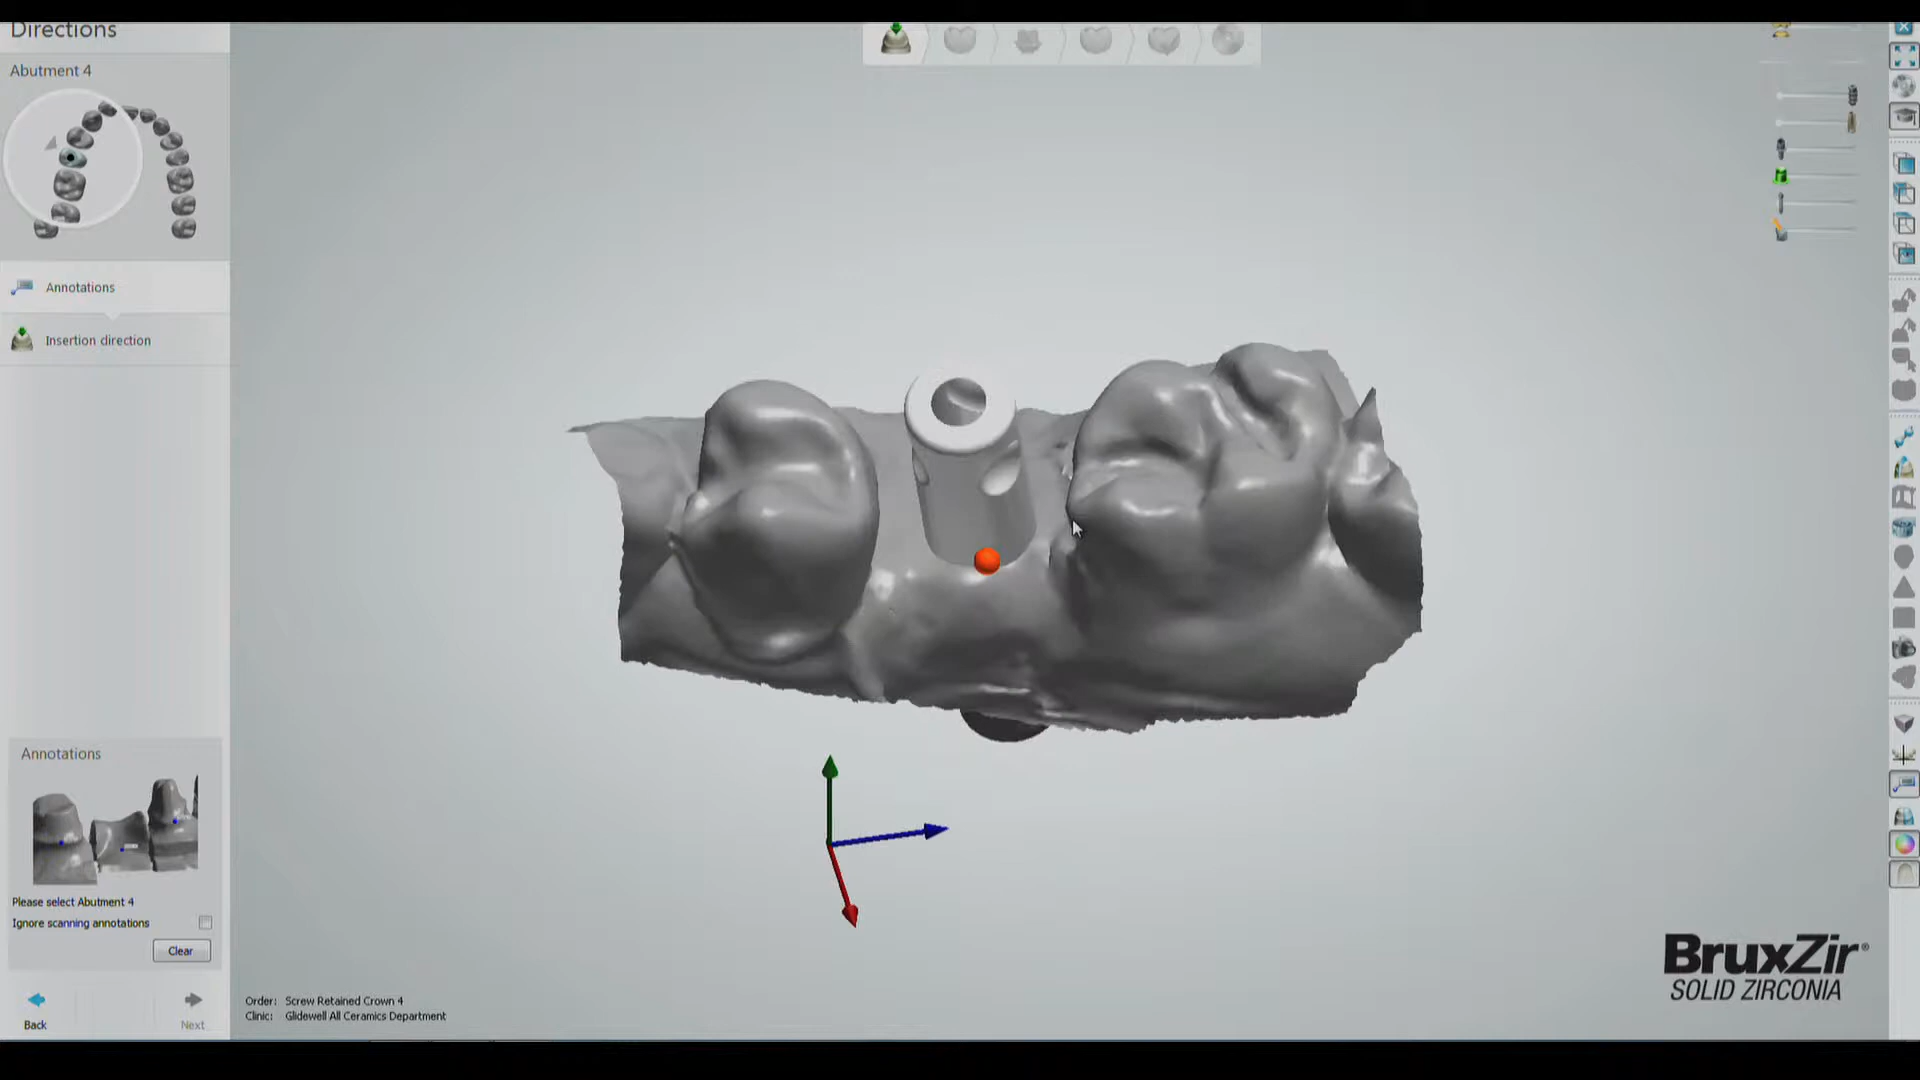 Directions
Abutment 4
Annotations
Insertion direction
Annotations
Please select Abutment 4
Ignore scanning annotations
Clear
Back
Next
Order: Screw Retained Crown 4
Clinic: Glidewell All Ceramics Department
BruxZir®
SOLID ZIRCONIA